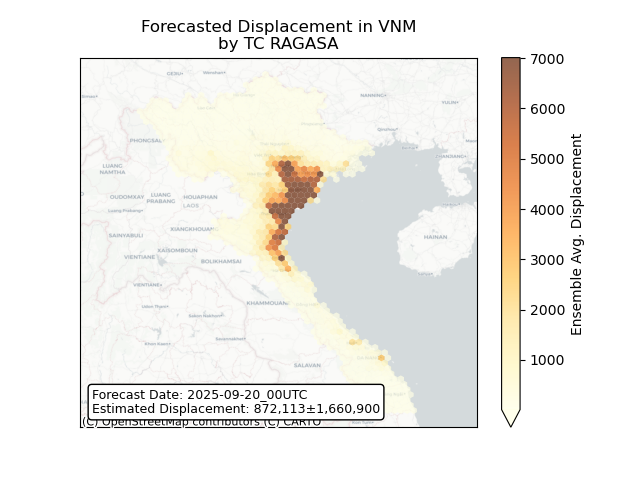 Forecasted Displacement in VNM
by TC RAGASA
NANNING•
PHONGSALI
LUANG
NAMTHA
OUDOMXAY
LUANG
PRABANG
HOUAPHAN
LAOS
SAINYABULI
XIANGKHOUANG
XAISOMBOUN
VIENTIANE
BOLIKHAMSAI
VIENTIANE•
KHAMMOUAN
SALAVAN
HAINAN
7000
6000
5000
4000
3000
2000
1000
Ensemble Avg. Displacement
Forecast Date: 2025-09-20_00UTC
Estimated Displacement: 872,113±1,660,900
(C) OpenStreetMap contributors (C) CARTO